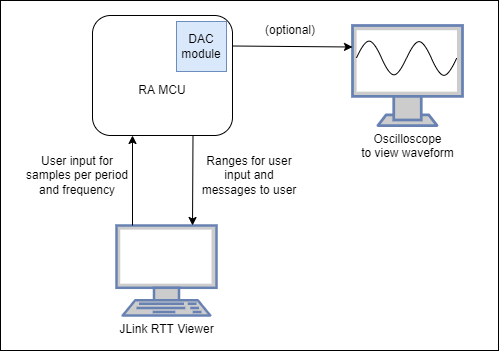 DAC
module
(optional)
RA MCU
Oscilloscope
to view waveform
User input for
samples per period
and frequency
Ranges for user
input and
messages to user
JLink RTT Viewer